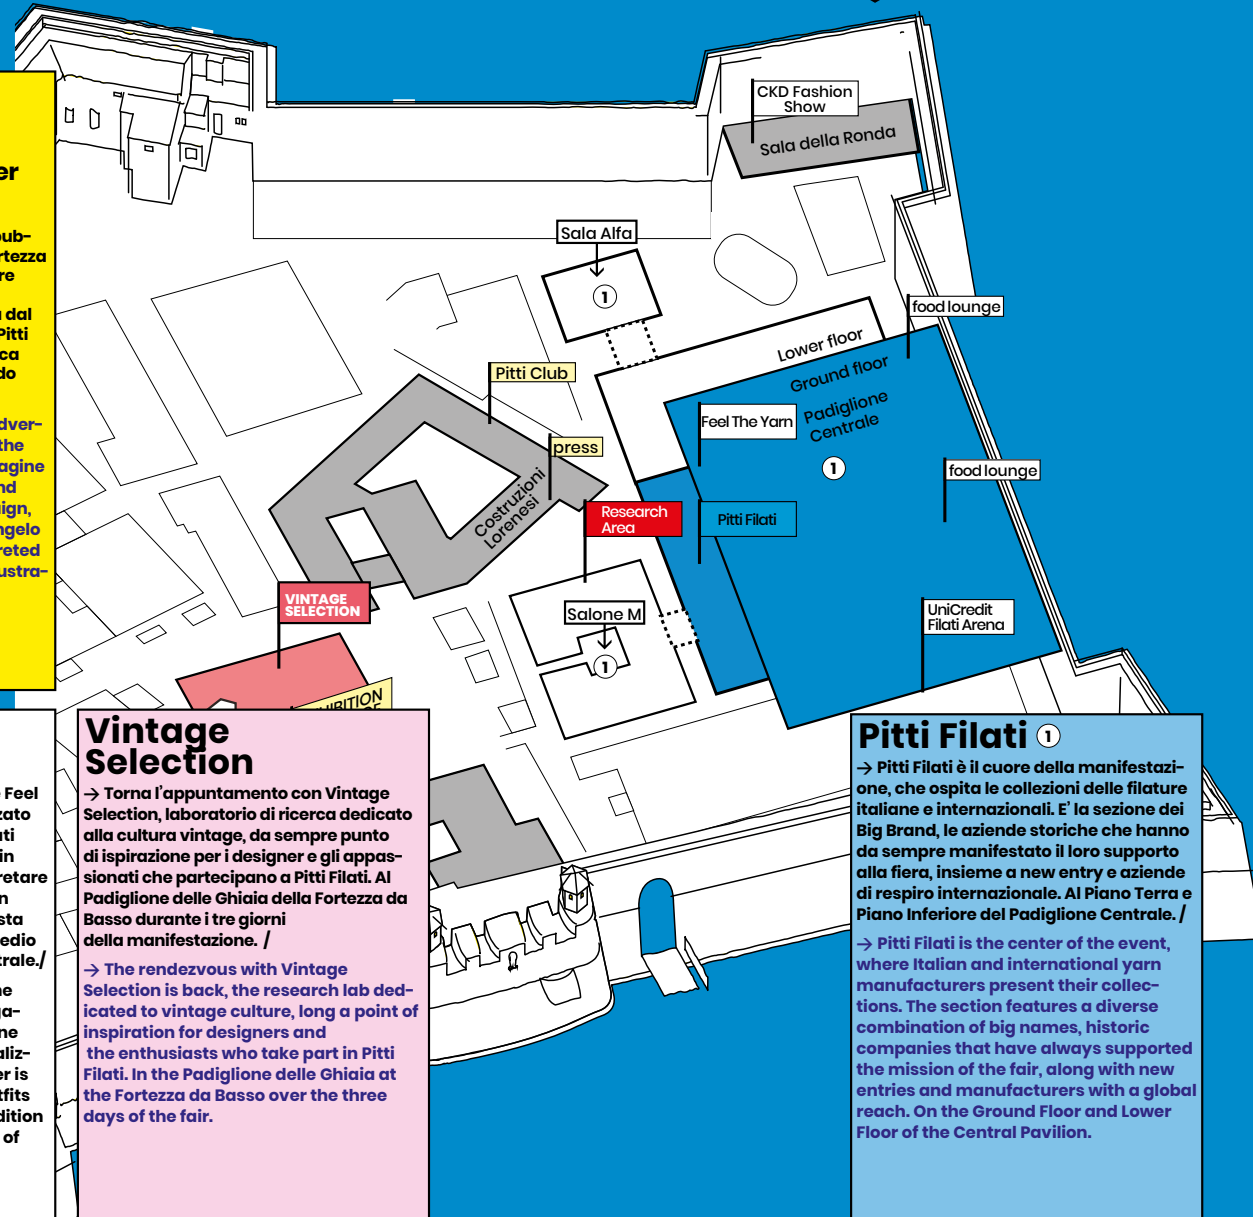 CKD Fashion
Show
Sala della Ronda
Sala Alfa
1
food lounge
Lower floor
Ground floor
Padiglione
Centrale
1
Pitti Club
Feel The Yarn
press
food lounge
Costruzioni
Lorenesi
Research
Area
Pitti Filati
VINTAGE
SELECTION
Salone M
1
UniCredit
Filati Arena
dal
Pitti
the
Feel
in
of
Vintage
Selection
→ Torna l’appuntamento con Vintage
Selection, laboratorio di ricerca dedicato
alla cultura vintage, da sempre punto
di ispirazione per i designer e gli appas-
sionati che partecipano a Pitti Filati. Al
Padiglione delle Ghiaia della Fortezza da
Basso durante i tre giorni
della manifestazione. /
→ The rendezvous with Vintage
Selection is back, the research lab ded-
icated to vintage culture, long a point of
inspiration for designers and
the enthusiasts who take part in Pitti
Filati. In the Padiglione delle Ghiaia at
the Fortezza da Basso over the three
days of the fair.
Pitti Filati 1
→ Pitti Filati è il cuore della manifestazi-
one, che ospita le collezioni delle filature
italiane e internazionali. E’ la sezione dei
Big Brand, le aziende storiche che hanno
da sempre manifestato il loro supporto
alla fiera, insieme a new entry e aziende
di respiro internazionale. Al Piano Terra e
Piano Inferiore del Padiglione Centrale. /
→ Pitti Filati is the center of the event,
where Italian and international yarn
manufacturers present their collec-
tions. The section features a diverse
combination of big names, historic
companies that have always supported
the mission of the fair, along with new
entries and manufacturers with a global
reach. On the Ground Floor and Lower
Floor of the Central Pavilion.